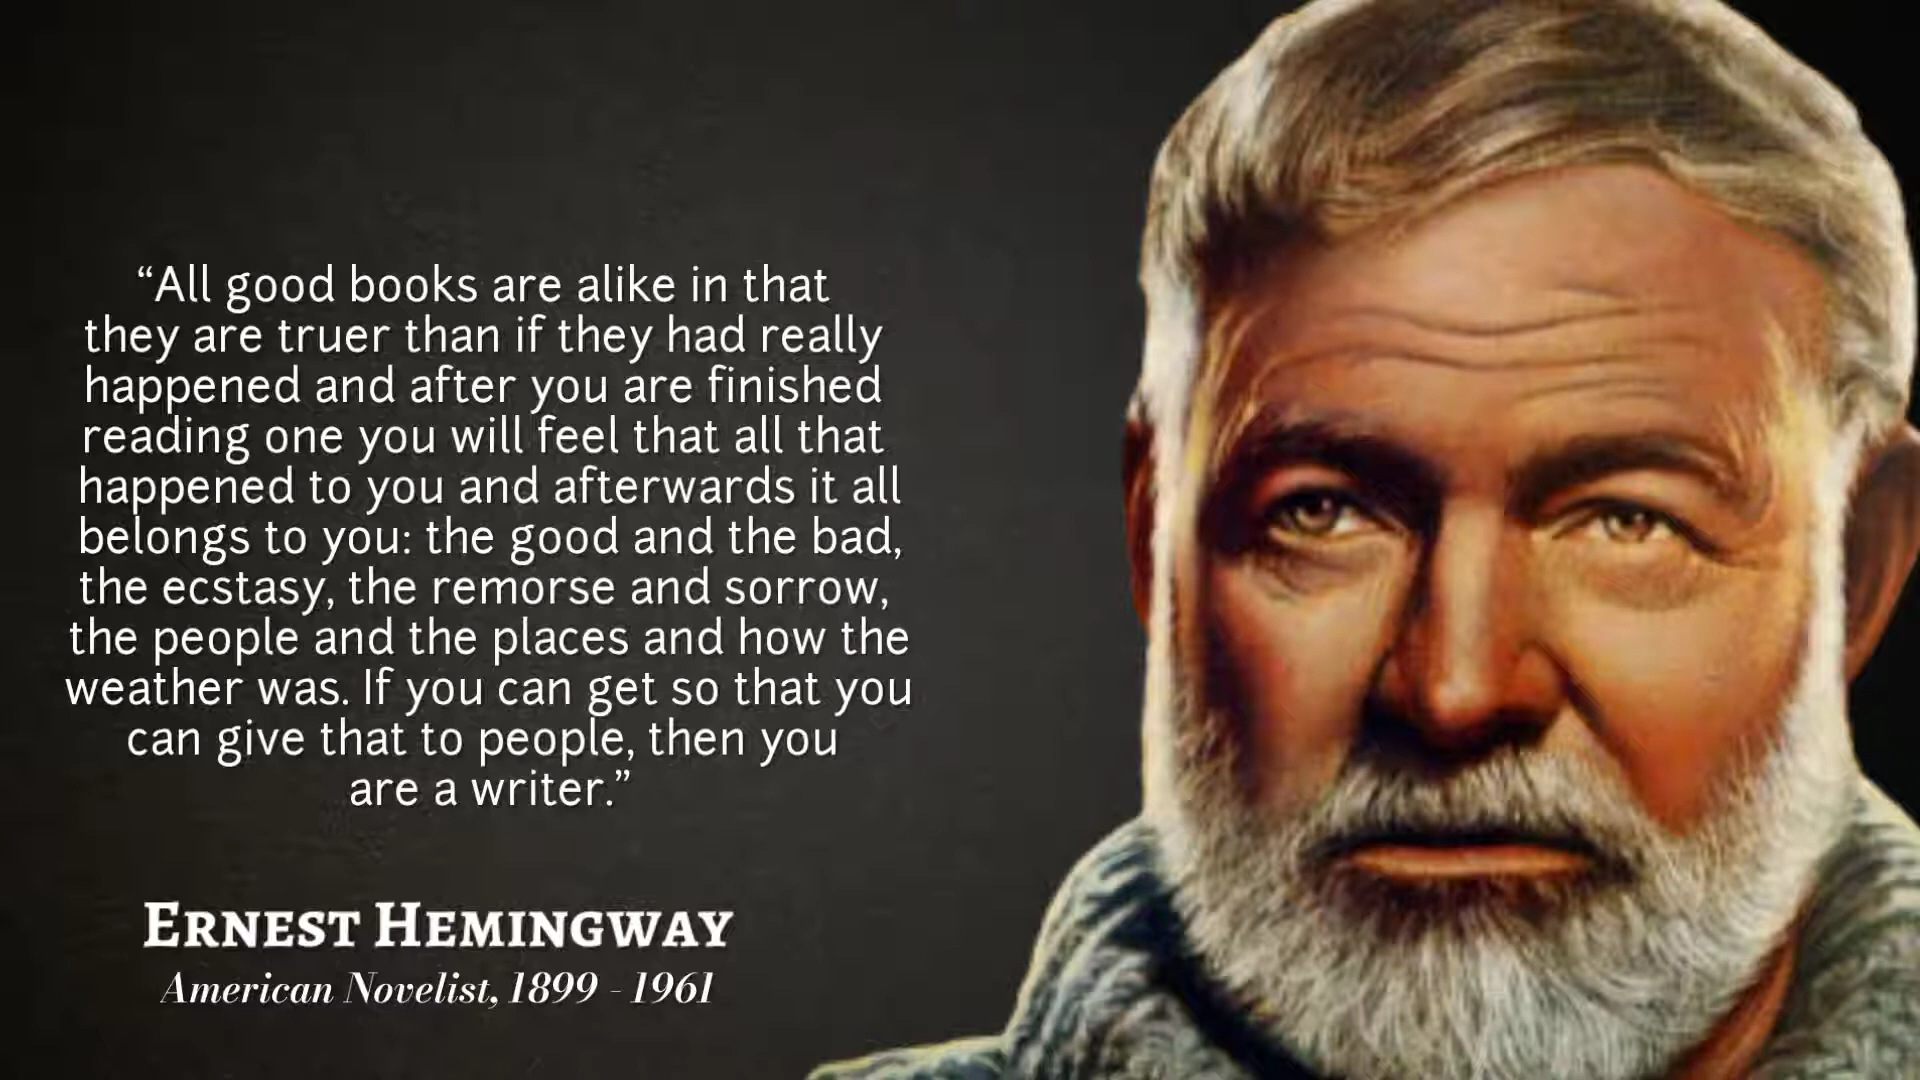 “All good books are alike in that
they are truer than if they had really
happened and after you are finished
reading one you will feel that all that
happened to you and afterwards it all
belongs to you: the good and the bad,
the ecstasy, the remorse and sorrow,
the people and the places and how the
weather was. If you can get so that you
can give that to people, then you
are a writer.”
ERNEST HEMINGWAY
American Novelist, 1899 - 1961